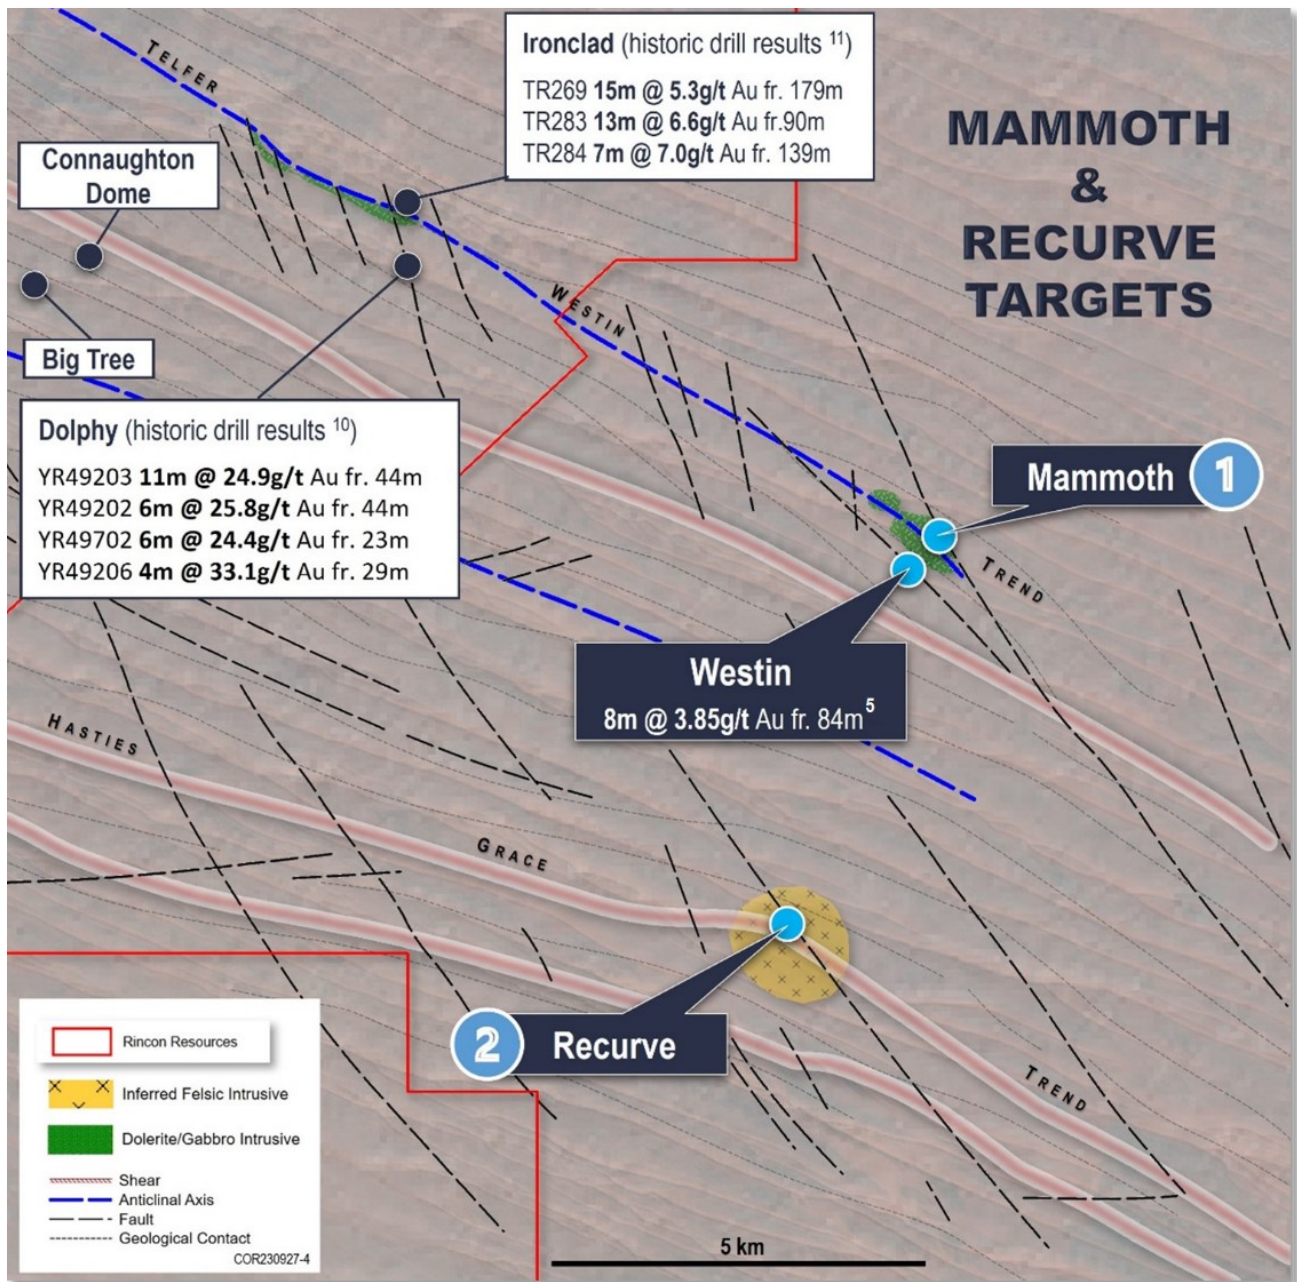 TELFER
Ironclad (historic drill results 11)
TR269 15m @ 5.3g/t Au fr. 179m
TR283 13m @ 6.6g/t Au fr.90m
TR284 7m @ 7.0g/t Au fr. 139m
MAMMOTH
&
RECURVE
TARGETS
Connaughton
Dome
WESTIN
Big Tree
Dolphy (historic drill results 10)
YR49203 11m @ 24.9g/t Au fr. 44m
YR49202 6m @ 25.8g/t Au fr. 44m
YR49702 6m @ 24.4g/t Au fr. 23m
YR49206 4m @ 33.1g/t Au fr. 29m
Mammoth 1
TREND
Westin
8m @ 3.85g/t Au fr. 84m5
HASTIES
GRACE
2 Recurve
TREND
Rincon Resources
Inferred Felsic Intrusive
Dolerite/Gabbro Intrusive
Shear
Anticlinal Axis
Fault
Geological Contact
COR230927-4
5 km